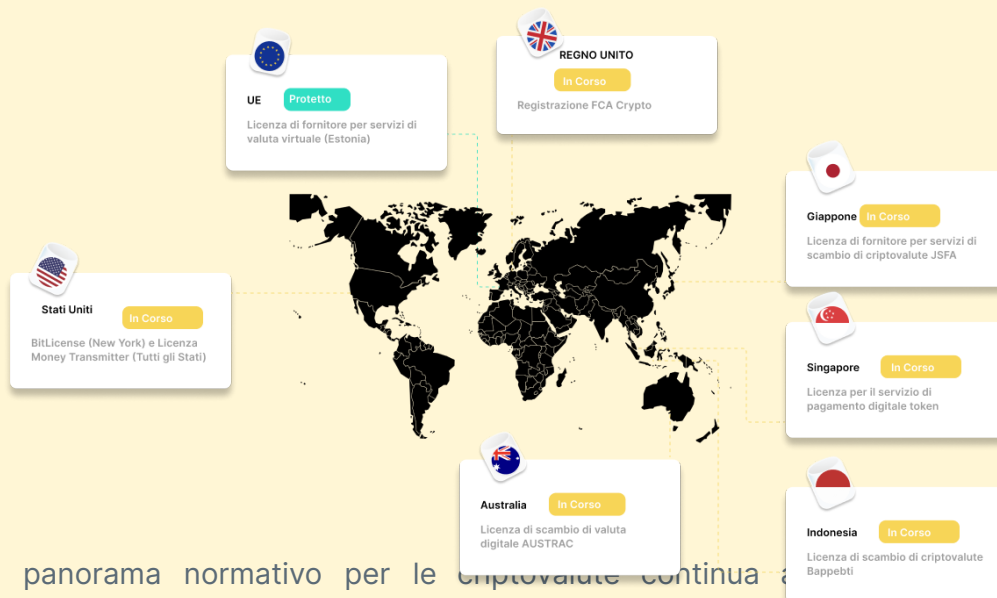 REGNO UNITO
In Corso
Registrazione FCA Crypto
UE Protetto
Licenza di fornitore per servizi di
valuta virtuale (Estonia)
Giappone In Corso
Licenza di fornitore per servizi di
scambio di criptovalute JSFA
Stati Uniti In Corso
BitLicense (New York) e Licenza
Money Transmitter (Tutti gli Stati)
Singapore In Corso
Licenza per il servizio di
pagamento digitale token
Australia In Corso
Licenza di scambio di valuta
digitale AUSTRAC
Indonesia In Corso
Licenza di scambio di criptovalute
Bappebti
panorama normativo per le criptovalute continua a